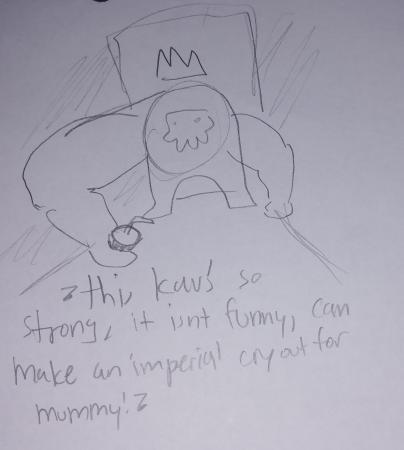 "this kav's so
strong, it isnt funny, can
make an imperial cry out for
mummy!"